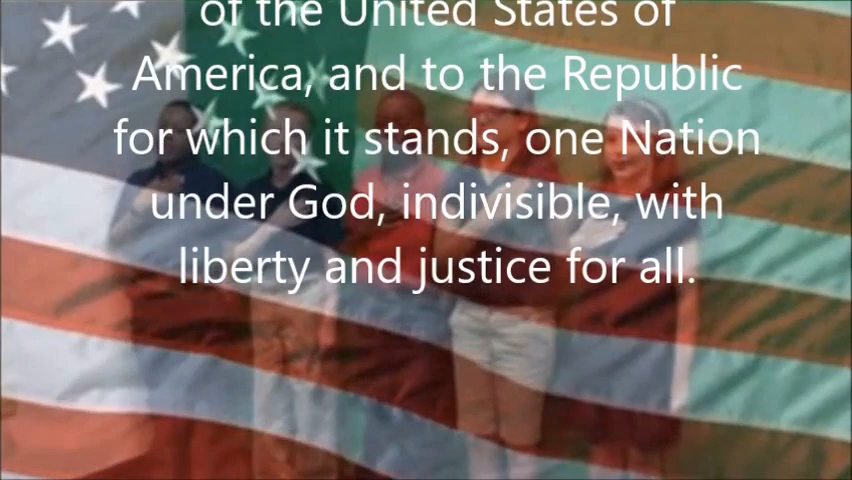 of the United States of
America, and to the Republic
for which it stands, one Nation
under God, indivisible, with
liberty and justice for all.